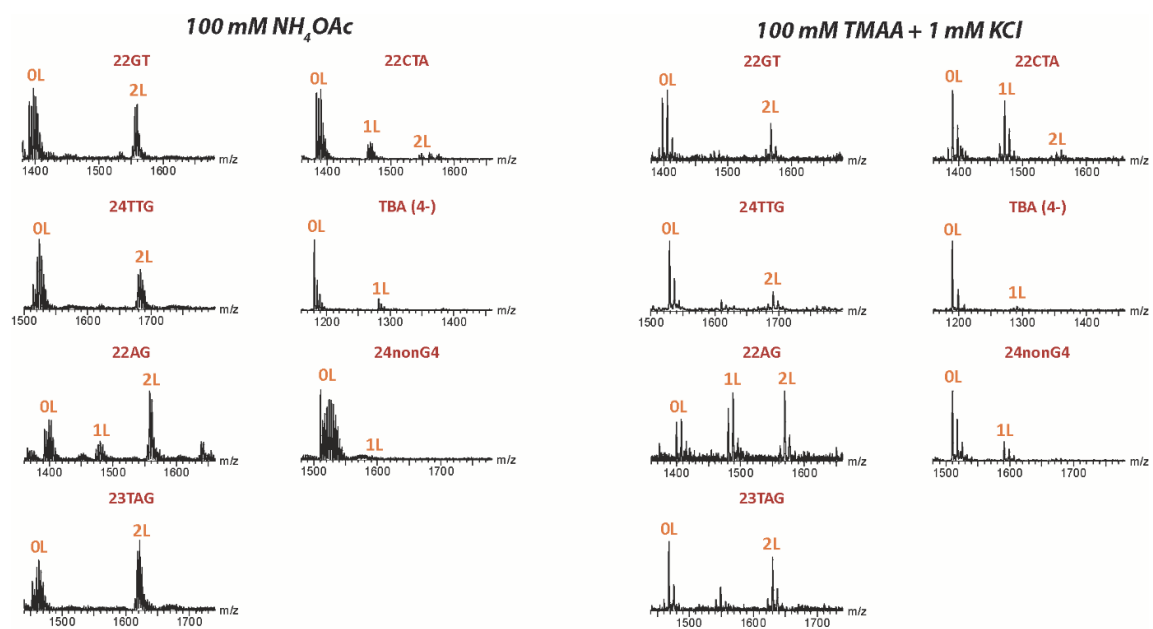 100 mM NH4OAc
22GT
0L
2L
m/z
1400 1500 1600
22CTA
0L
1L
2L
m/z
1400 1500 1600
24TTG
0L
2L
m/z
1500 1600 1700
TBA (4-)
0L
1L
m/z
1200 1300 1400
22AG
0L
1L
2L
m/z
1400 1500 1600
24nonG4
0L
1L
m/z
1500 1600 1700
23TAG
0L
2L
m/z
1500 1600 1700
100 mM TMAA + 1 mM KCl
22GT
0L
2L
m/z
1400 1500 1600
22CTA
0L
1L
2L
m/z
1400 1500 1600
24TTG
0L
2L
m/z
1500 1600 1700
TBA (4-)
0L
1L
m/z
1200 1300 1400
22AG
0L
1L
2L
m/z
1400 1500 1600
24nonG4
0L
1L
m/z
1500 1600 1700
23TAG
0L
2L
m/z
1500 1600 1700